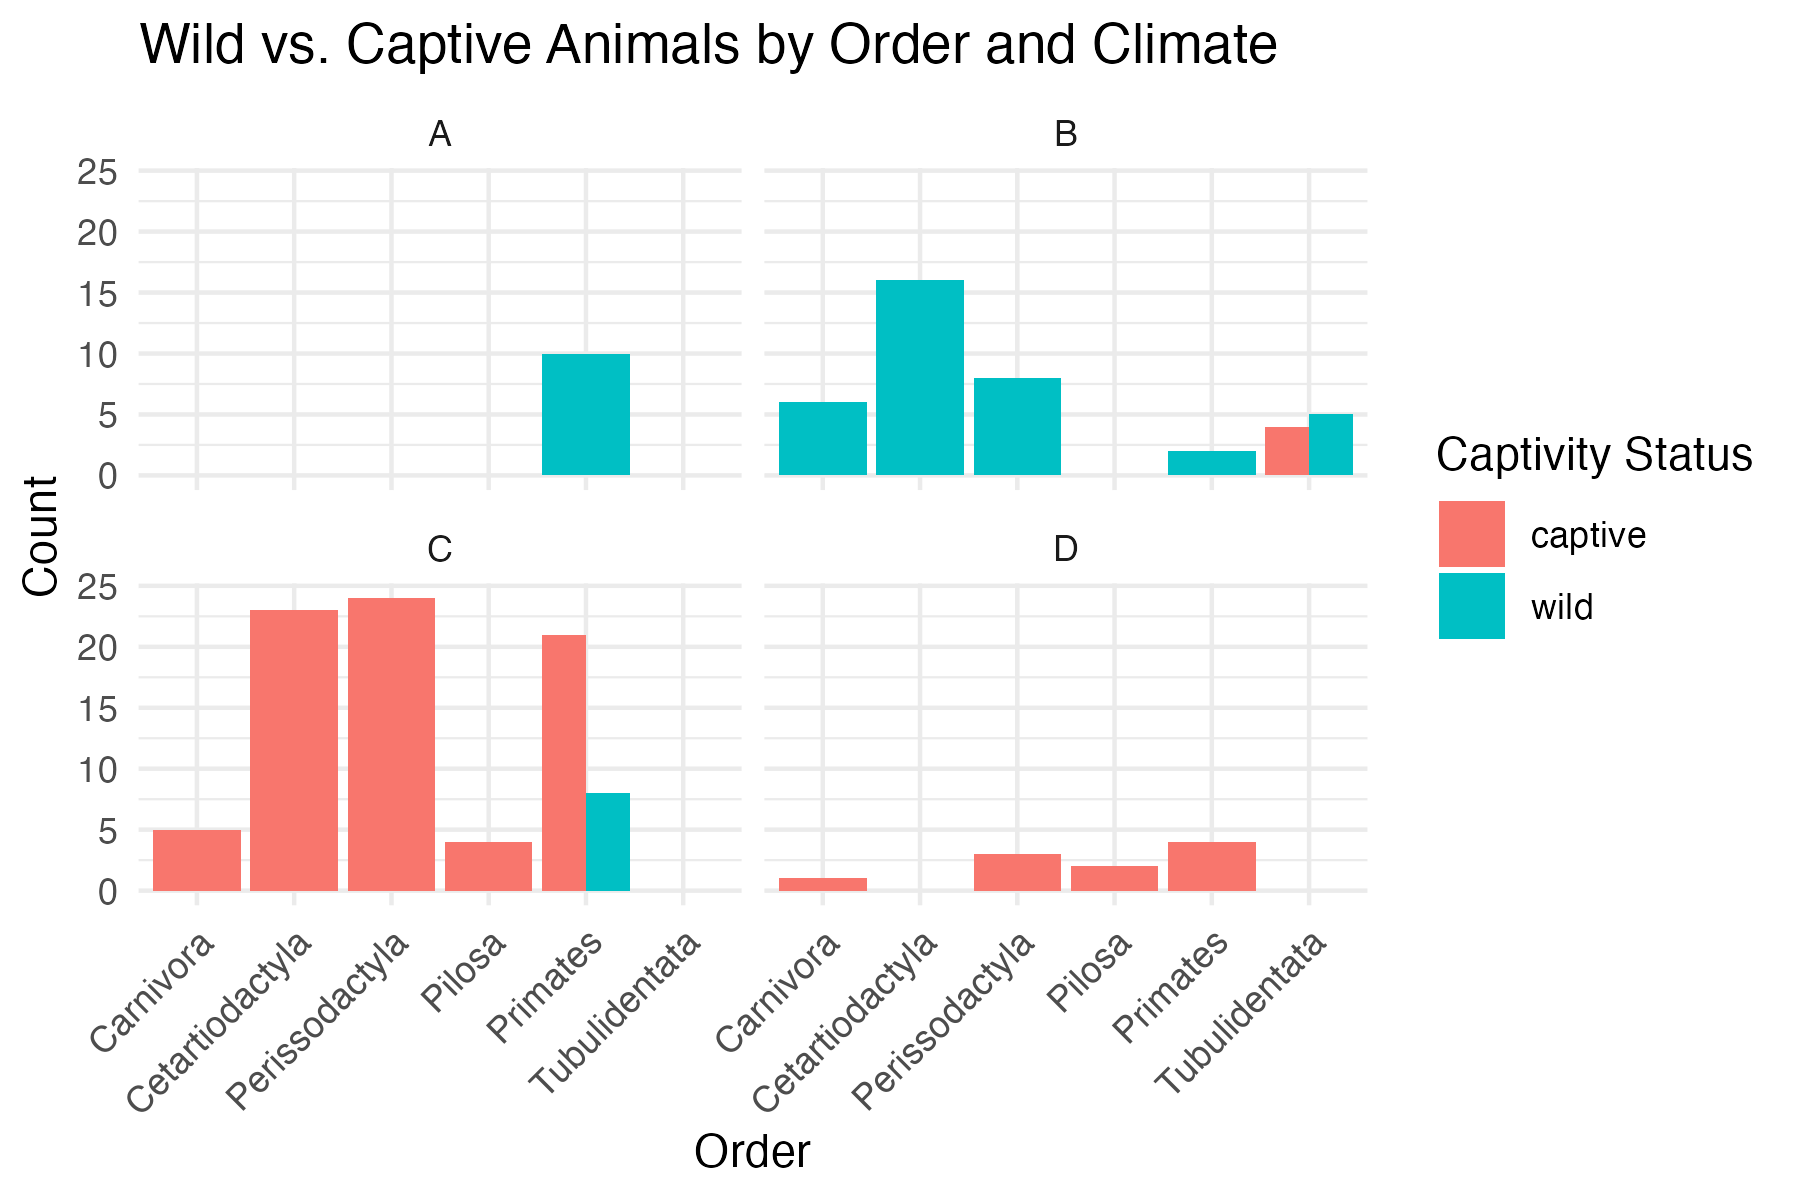 Wild vs. Captive Animals by Order and Climate
A
B
25
20
15
10
5
0
C
D
25
20
15
10
5
0
Count
Carnivora
Cetartiodactyla
Perissodactyla
Pilosa
Primates
Tubulidentata
Carnivora
Cetartiodactyla
Perissodactyla
Pilosa
Primates
Tubulidentata
Order
Captivity Status
captive
wild